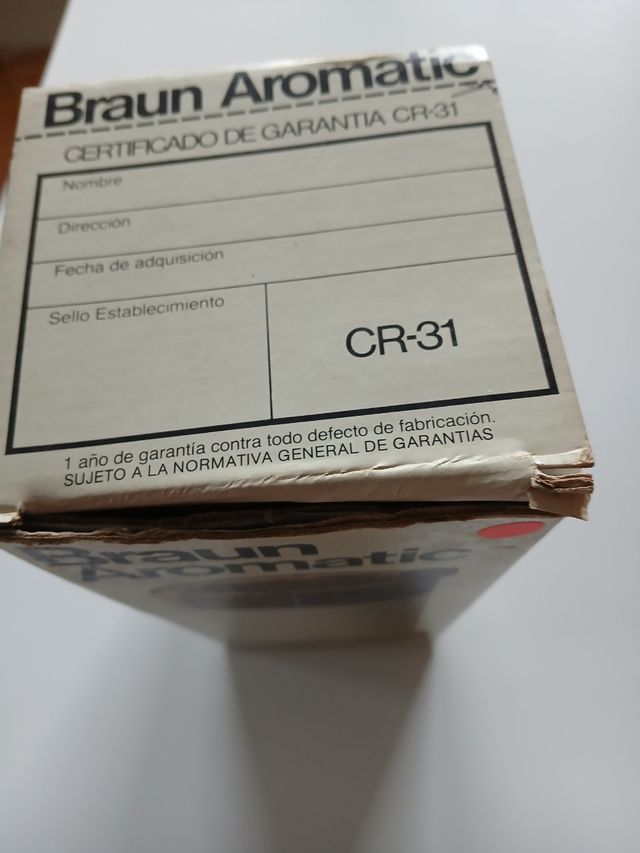 Braun Aromatic
CERTIFICADO DE GARANTIA CR-31
Nombre
Dirección
Fecha de adquisición
Sello Establecimiento
CR-31
1 año de garantía contra todo defecto de fabricación.
SUJETO A LA NORMATIVA GENERAL DE GARANTIAS
Braun
Aromatic